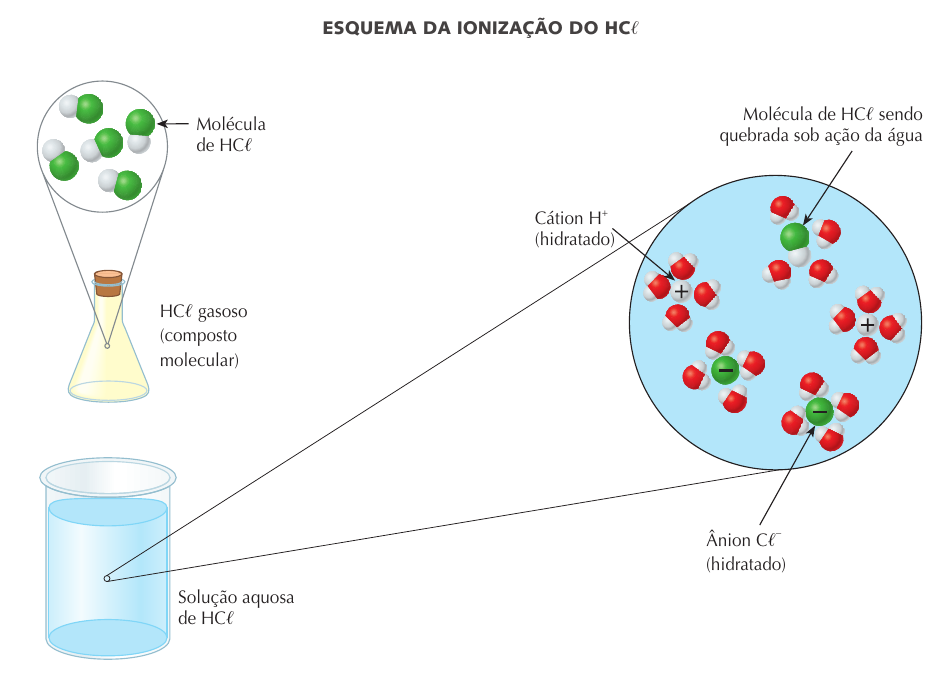 ESQUEMA DA IONIZAÇÃO DO HCℓ
Molécula
de HCℓ
Molécula de HCℓ sendo
quebrada sob ação da água
Cátion H⁺
(hidratado)
HCℓ gasoso
(composto
molecular)
+
+
−
−
Ânion Cℓ⁻
(hidratado)
Solução aquosa
de HCℓ